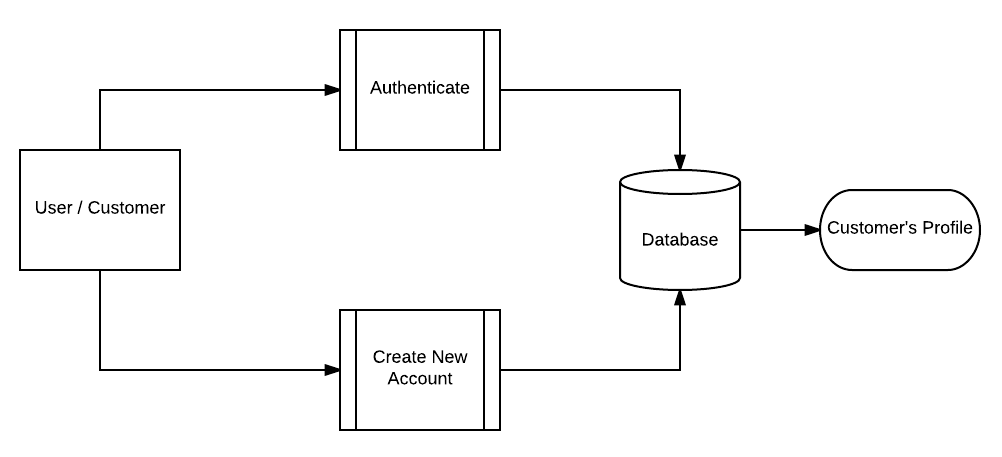 Authenticate
User / Customer
Database
Customer's Profile
Create New
Account